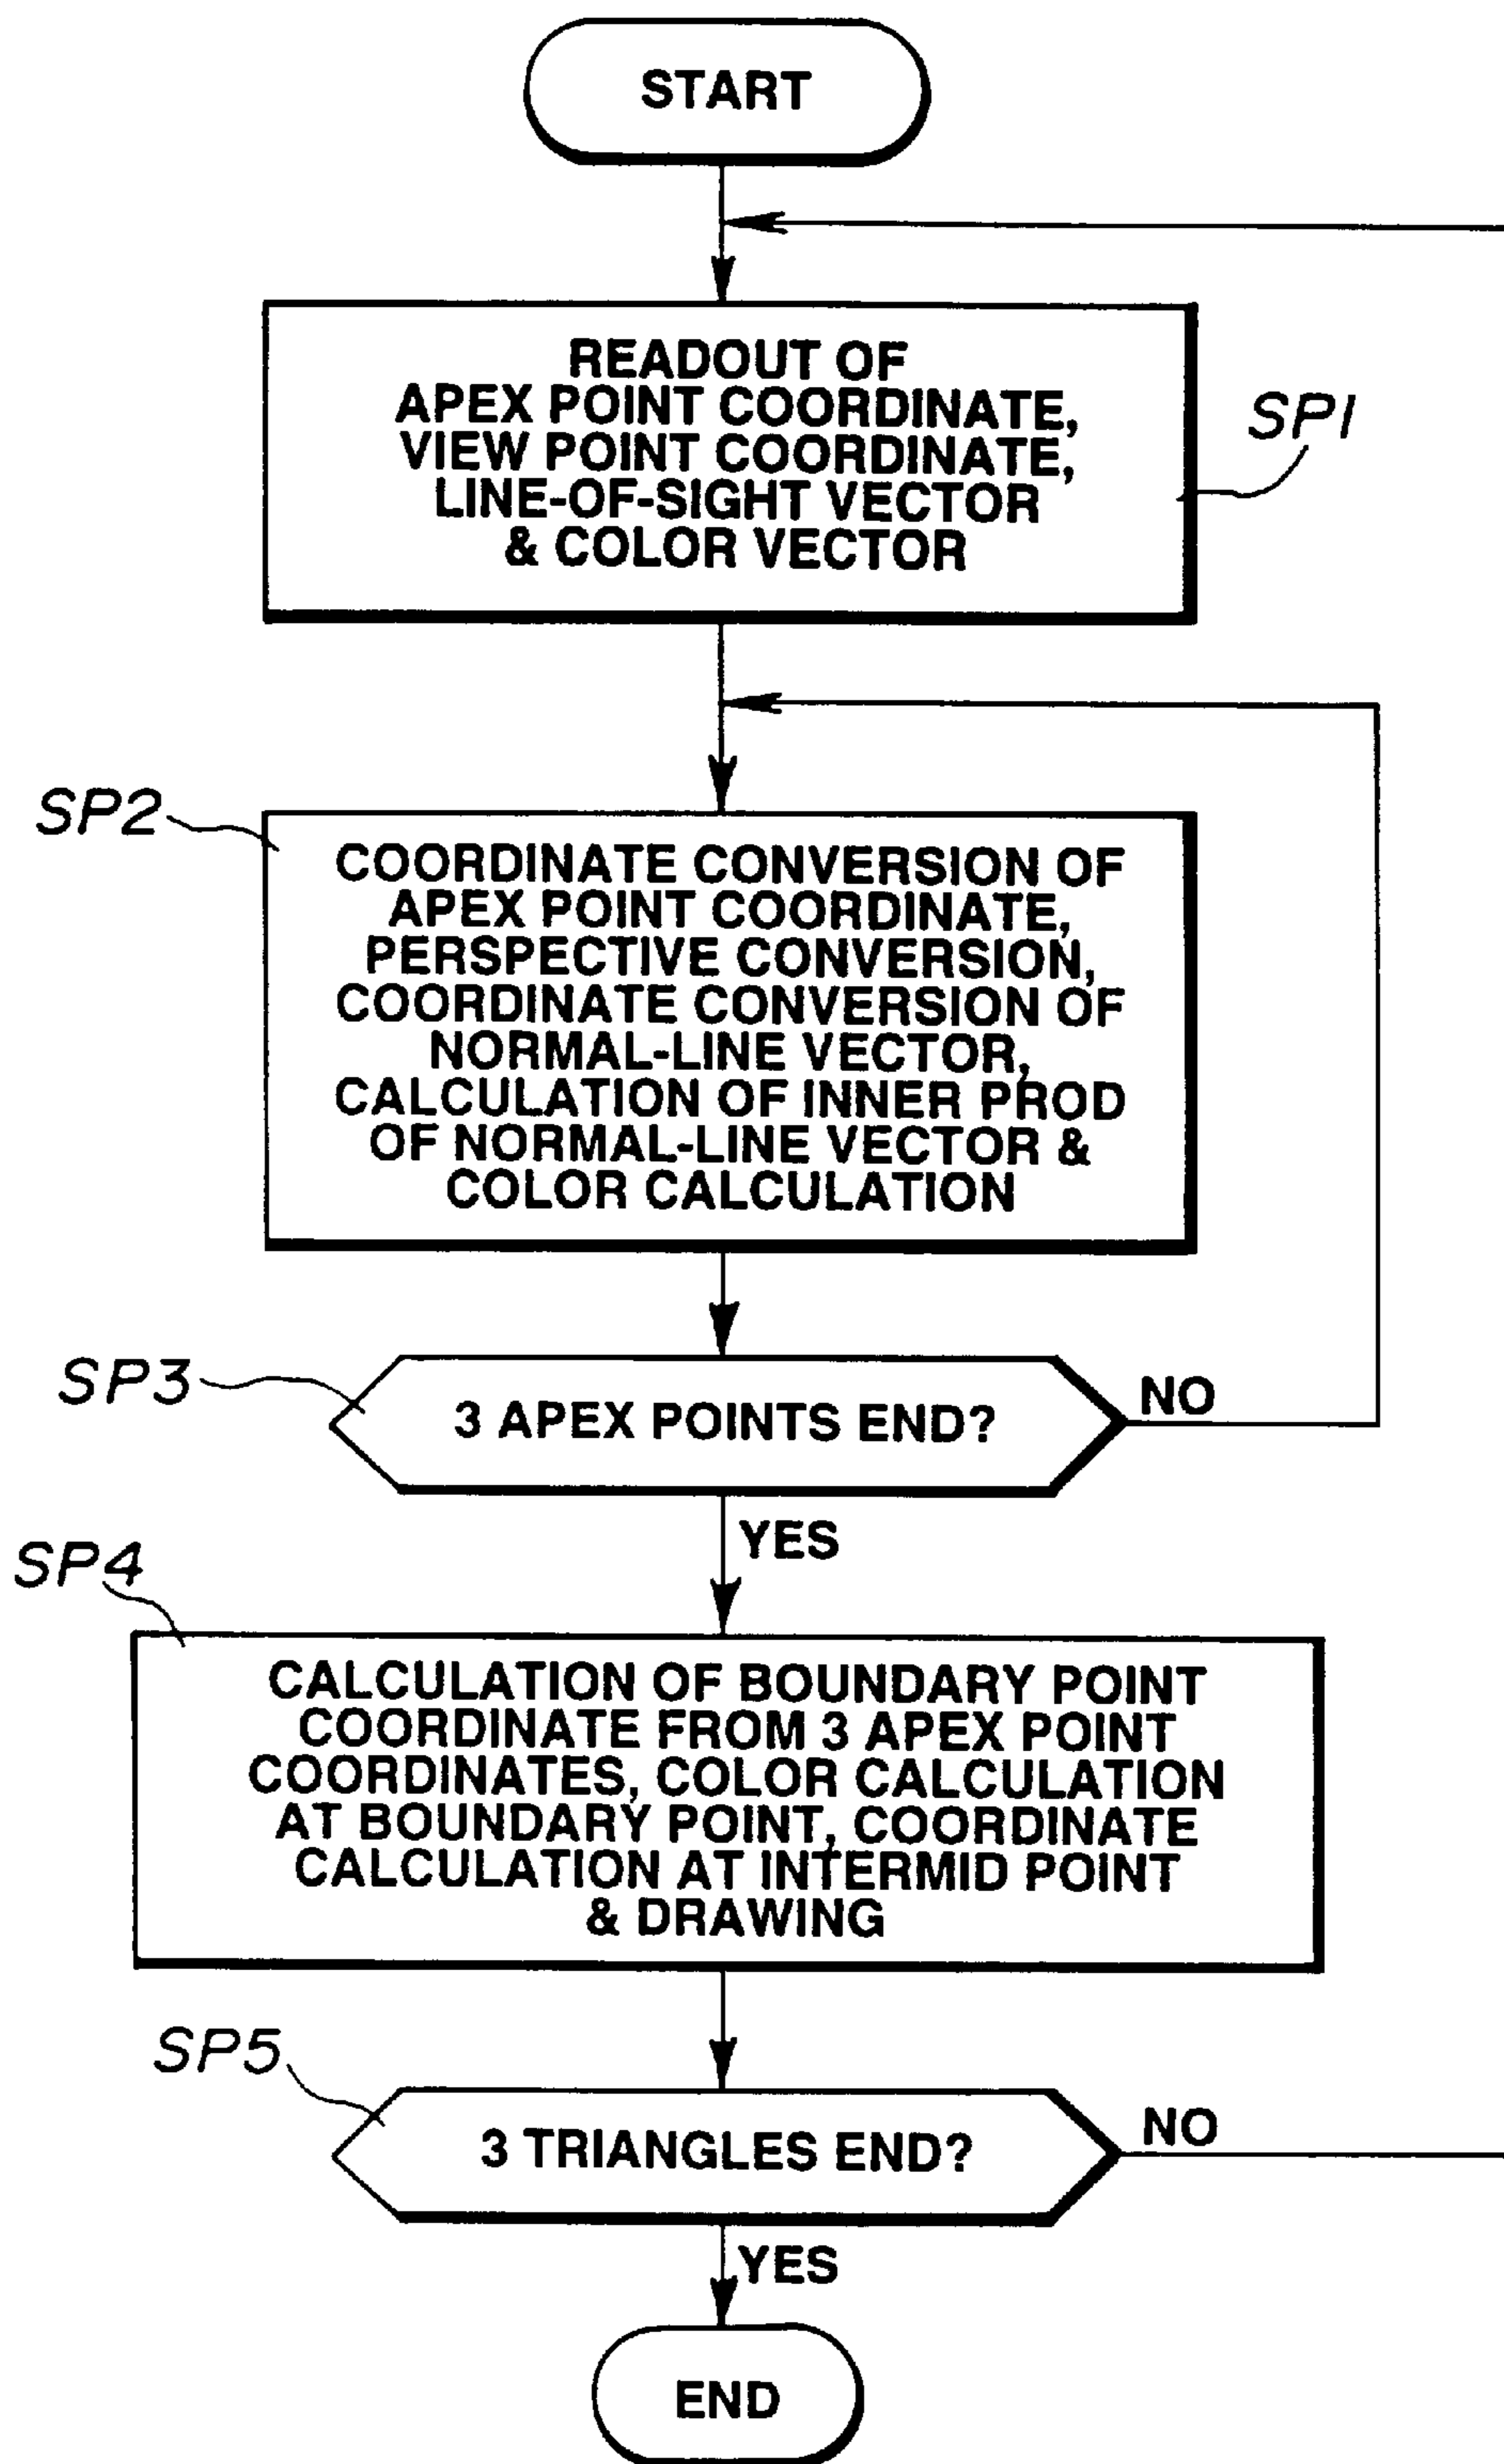 START
READOUT OF
APEX POINT COORDINATE,
VIEW POINT COORDINATE,
LINE-OF-SIGHT VECTOR
& COLOR VECTOR
SP1
SP2
COORDINATE CONVERSION OF
APEX POINT COORDINATE,
PERSPECTIVE CONVERSION,
COORDINATE CONVERSION OF
NORMAL-LINE VECTOR,
CALCULATION OF INNER PROD
OF NORMAL-LINE VECTOR &
COLOR CALCULATION
SP3
3 APEX POINTS END?
NO
YES
SP4
CALCULATION OF BOUNDARY POINT
COORDINATE FROM 3 APEX POINT
COORDINATES, COLOR CALCULATION
AT BOUNDARY POINT, COORDINATE
CALCULATION AT INTERMID POINT
& DRAWING
SP5
3 TRIANGLES END?
NO
YES
END